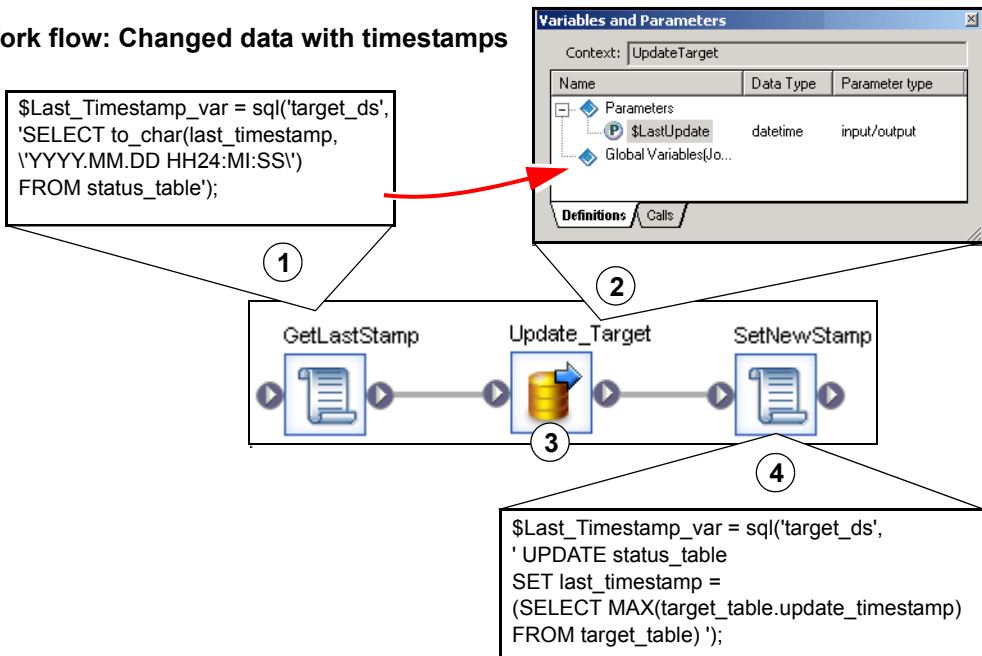 ork flow: Changed data with timestamps
Variables and Parameters
Context: UpdateTarget
Name Data Type Parameter type
Parameters
$LastUpdate datetime input/output
Global Variables(Jo...
Definitions Calls
$Last_Timestamp_var = sql('target_ds',
'SELECT to_char(last_timestamp,
\'YYYY.MM.DD HH24:MI:SS\')
FROM status_table');
1
2
GetLastStamp Update_Target SetNewStamp
3
4
$Last_Timestamp_var = sql('target_ds',
' UPDATE status_table
SET last_timestamp =
(SELECT MAX(target_table.update_timestamp)
FROM target_table) ');